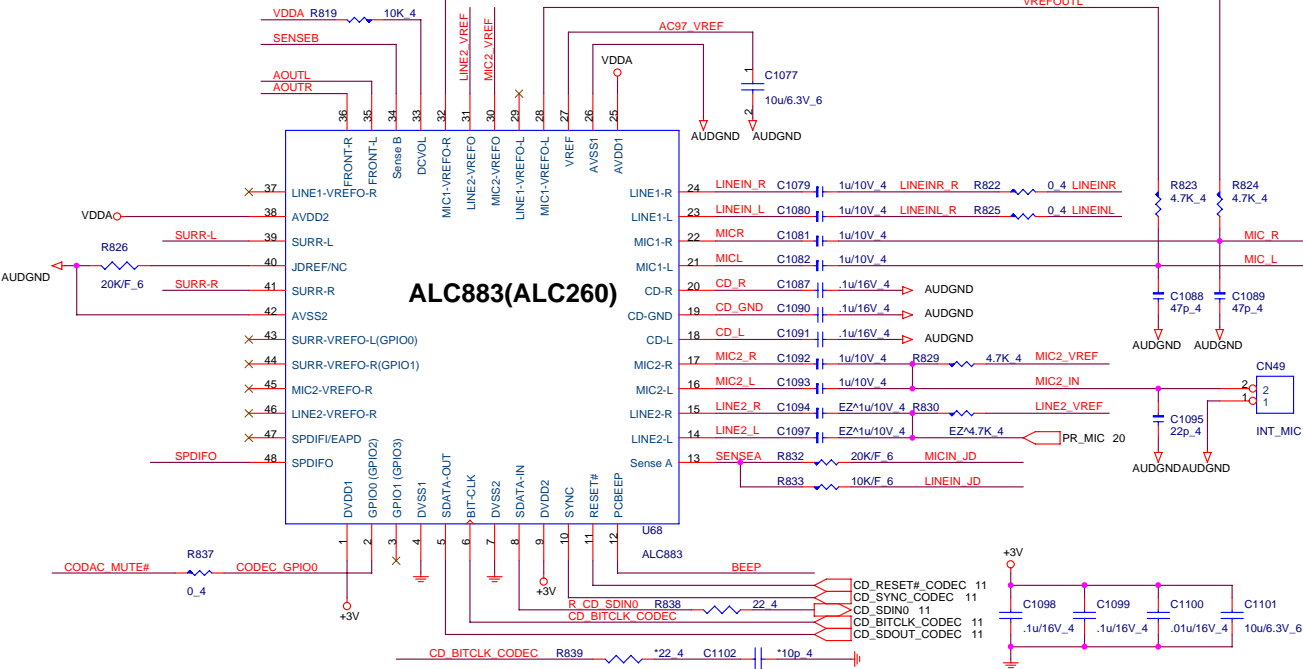 VREFOUTL
VDDA R819 10K_4
SENSEB
AOUTL
AOUTR
LINE2_VREF
MIC2_VREF
AC97_VREF
VDDA
C1077
1
2
10u/6.3V_6
AUDGND AUDGND
36 35 34 33 32 31 30 29 28 27 26 25
FRONT-R
FRONT-L
Sense B
DCVOL
MIC1-VREFO-R
LINE2-VREFO
MIC2-VREFO
LINE1-VREFO-L
MIC1-VREFO-L
VREF
AVSS1
AVDD1
37 LINE1-VREFO-R
VDDA 38 AVDD2
SURR-L 39 SURR-L
R826
AUDGND 20K/F_6 40 JDREF/NC
SURR-R 41 SURR-R
42 AVSS2
43 SURR-VREFO-L(GPIO0)
44 SURR-VREFO-R(GPIO1)
45 MIC2-VREFO-R
46 LINE2-VREFO-R
47 SPDIFI/EAPD
SPDIFO 48 SPDIFO
ALC883(ALC260)
LINE1-R 24 LINEIN_R C1079 1u/10V_4 LINEINR_R R822 0_4 LINEINR
LINE1-L 23 LINEIN_L C1080 1u/10V_4 LINEINL_R R825 0_4 LINEINL
MIC1-R 22 MICR C1081 1u/10V_4 MIC_R
MIC1-L 21 MICL C1082 1u/10V_4 MIC_L
CD-R 20 CD_R C1087 .1u/16V_4 AUDGND
CD-GND 19 CD_GND C1090 .1u/16V_4 AUDGND
CD-L 18 CD_L C1091 .1u/16V_4 AUDGND
MIC2-R 17 MIC2_R C1092 1u/10V_4 R829 4.7K_4 MIC2_VREF
MIC2-L 16 MIC2_L C1093 1u/10V_4 MIC2_IN
LINE2-R 15 LINE2_R C1094 EZ^1u/10V_4 R830 LINE2_VREF
LINE2-L 14 LINE2_L C1097 EZ^1u/10V_4 EZ^4.7K_4 PR_MIC 20
Sense A 13 SENSEA R832 20K/F_6 MICIN_JD
R833 10K/F_6 LINEIN_JD
R823
4.7K_4
R824
4.7K_4
C1088
47p_4
C1089
47p_4
AUDGND AUDGND
CN49
2 2
1 1
INT_MIC
C1095
22p_4
AUDGND AUDGND
DVDD1
GPIO0 (GPIO2)
GPIO1 (GPIO3)
DVSS1
SDATA-OUT
BIT-CLK
DVSS2
SDATA-IN
DVDD2
SYNC
RESET#
PCBEEP
1 2 3 4 5 6 7 8 9 10 11 12
U68
ALC883
CODAC_MUTE# R837 CODEC_GPIO0
0_4
+3V
+3V
BEEP
CD_RESET#_CODEC 11
CD_SYNC_CODEC 11
R_CD_SDIN0 R838 22_4 CD_SDIN0 11
CD_BITCLK_CODEC CD_BITCLK_CODEC 11
CD_SDOUT_CODEC 11
CD_BITCLK_CODEC R839 *22_4 C1102 *10p_4
+3V
C1098
.1u/16V_4
C1099
.1u/16V_4
C1100
.01u/16V_4
C1101
10u/6.3V_6